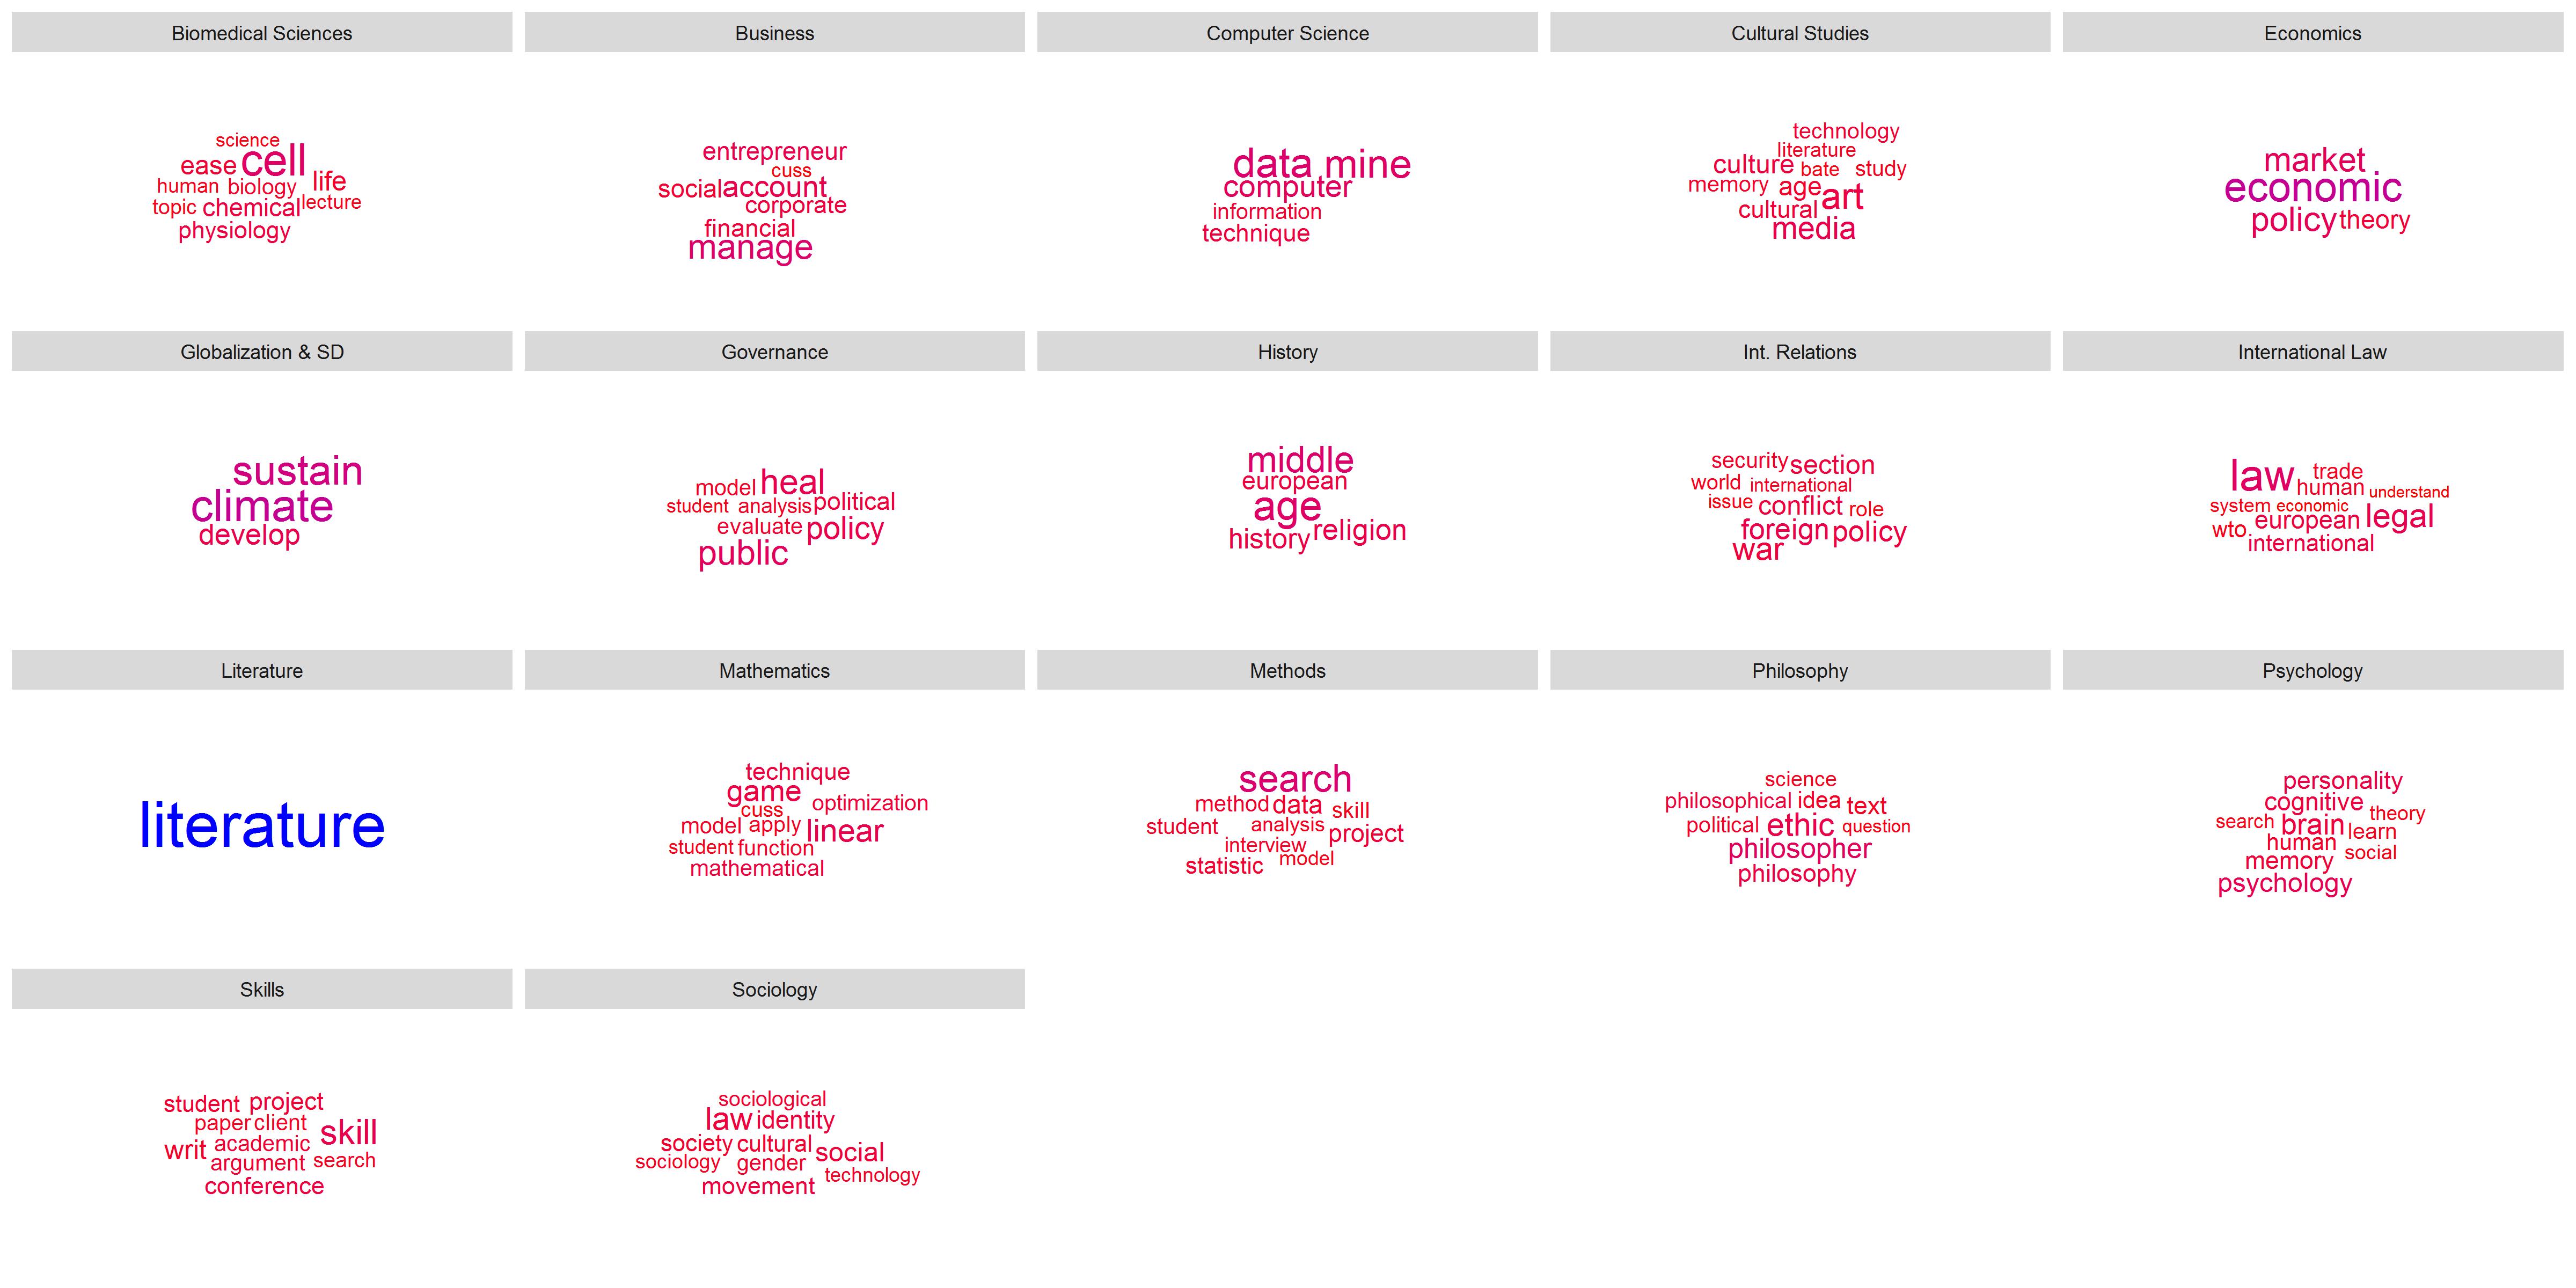 Biomedical Sciences
science
ease cell
human biology life
topic chemical lecture
physiology
Business
entrepreneur
cuss
social account
corporate
financial
manage
Computer Science
data mine
computer
information
technique
Cultural Studies
technology
literature
culture bate study
memory age art
cultural
media
Economics
market
economic
policy theory
Globalization & SD
sustain
climate
develop
Governance
model heal
student analysis political
evaluate policy
public
History
middle
european
age
history religion
Int. Relations
security section
world international
issue conflict role
foreign policy
war
International Law
law trade
human understand
system economic
wto european legal
international
Literature
literature
Mathematics
technique
game
cuss optimization
model apply linear
student function
mathematical
Methods
search
method data skill
student analysis project
interview
statistic model
Philosophy
science
philosophical idea text
political ethic question
philosopher
philosophy
Psychology
personality
cognitive theory
search brain learn
human social
memory
psychology
Skills
student project
paper client
writ academic skill
argument search
conference
Sociology
sociological
law identity
society cultural social
sociology gender
technology
movement